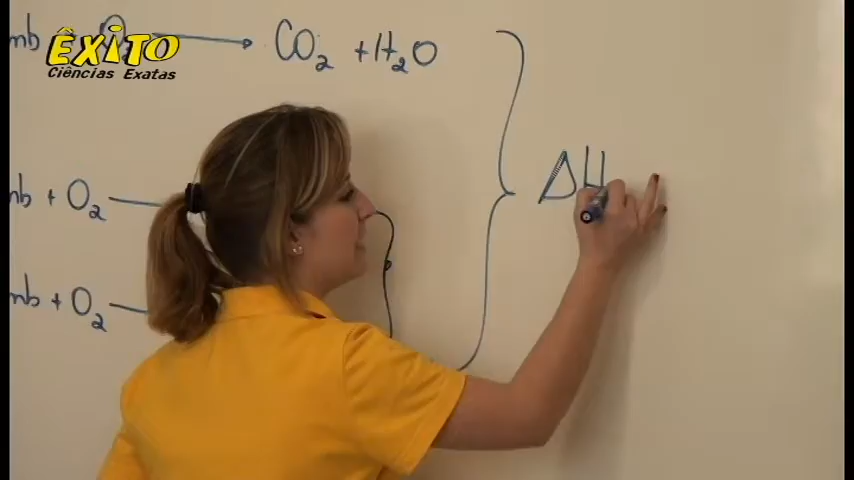 mb + O₂ → CO₂ + H₂O
ÊXITO
Ciências Exatas
ΔH
mb + O₂
mb + O₂